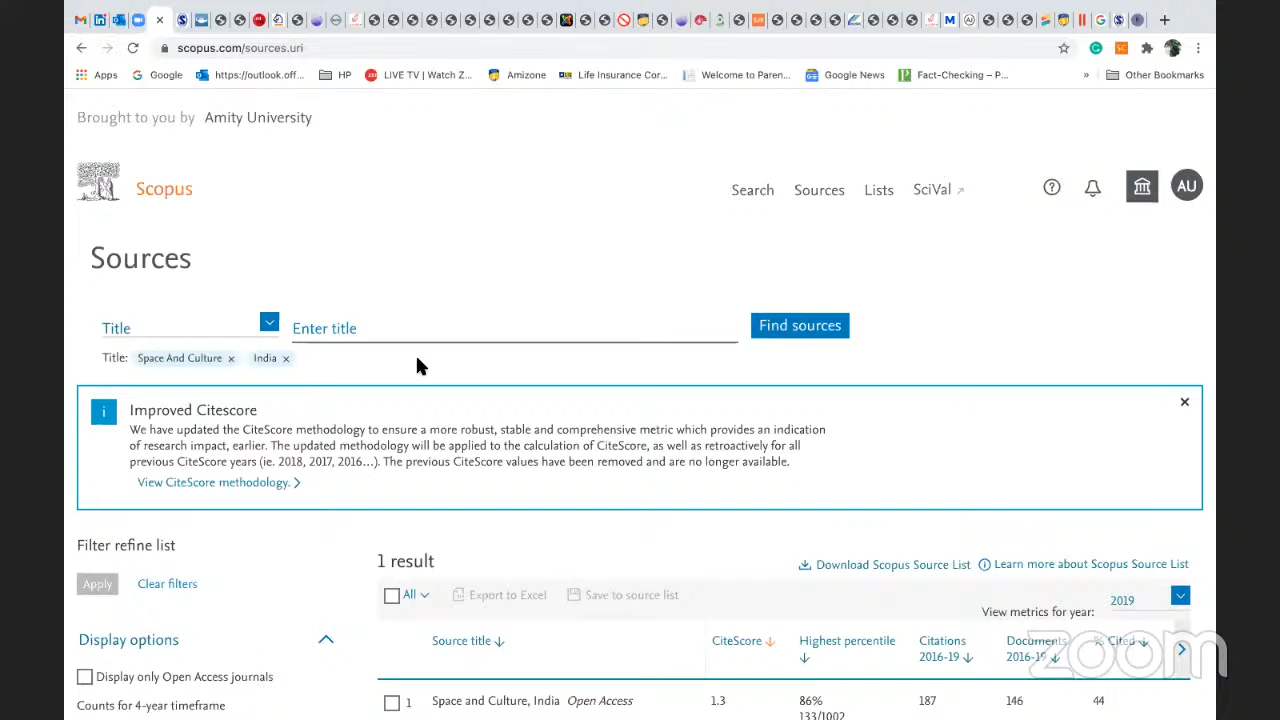 scopus.com/sources.uri
Apps
Google
https://outlook.off...
HP
LIVE TV | Watch Z...
Amizone
Life Insurance Cor...
Welcome to Paren...
Google News
Fact-Checking – P...
»
Other Bookmarks
Brought to you by Amity University
Scopus
Search
Sources
Lists
SciVal
AU
Sources
Title
Enter title
Find sources
Title: Space And Culture × India ×
Improved Citescore
We have updated the CiteScore methodology to ensure a more robust, stable and comprehensive metric which provides an indication
of research impact, earlier. The updated methodology will be applied to the calculation of CiteScore, as well as retroactively for all
previous CiteScore years (ie. 2018, 2017, 2016...). The previous CiteScore values have been removed and are no longer available.
View CiteScore methodology.
Filter refine list
Apply
Clear filters
Display options
Display only Open Access journals
Counts for 4-year timeframe
1 result
Download Scopus Source List
Learn more about Scopus Source List
All
Export to Excel
Save to source list
View metrics for year:
2019
Source title
CiteScore
Highest percentile
Citations
2016-19
Documents
2016-19
% Cited
1
Space and Culture, India Open Access
1.3
86%
133/1002
187
146
44
zoom